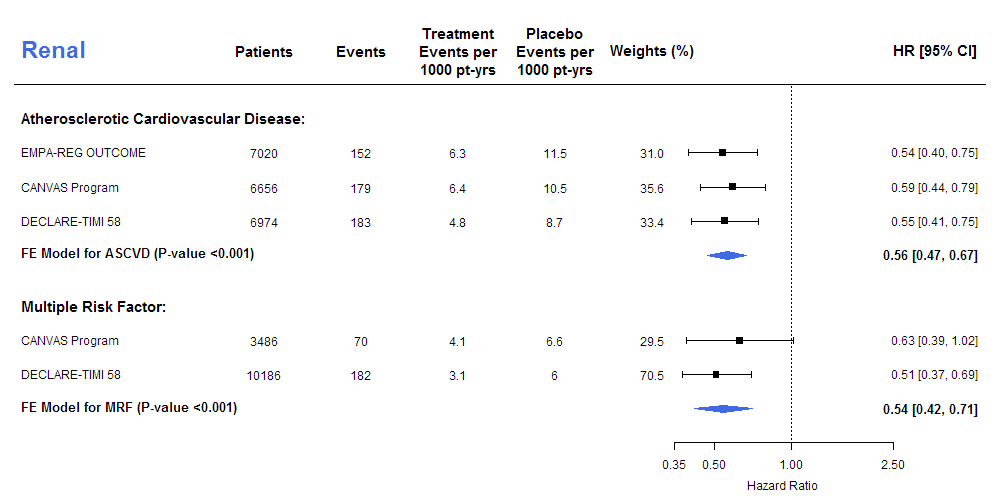 Renal
Patients Events Treatment Events per 1000 pt-yrs Placebo Events per 1000 pt-yrs Weights (%) HR [95% CI]
Atherosclerotic Cardiovascular Disease:
EMPA-REG OUTCOME 7020 152 6.3 11.5 31.0 0.54 [0.40, 0.75]
CANVAS Program 6656 179 6.4 10.5 35.6 0.59 [0.44, 0.79]
DECLARE-TIMI 58 6974 183 4.8 8.7 33.4 0.55 [0.41, 0.75]
FE Model for ASCVD (P-value <0.001) 0.56 [0.47, 0.67]
Multiple Risk Factor:
CANVAS Program 3486 70 4.1 6.6 29.5 0.63 [0.39, 1.02]
DECLARE-TIMI 58 10186 182 3.1 6 70.5 0.51 [0.37, 0.69]
FE Model for MRF (P-value <0.001) 0.54 [0.42, 0.71]
0.35 0.50 1.00 2.50
Hazard Ratio